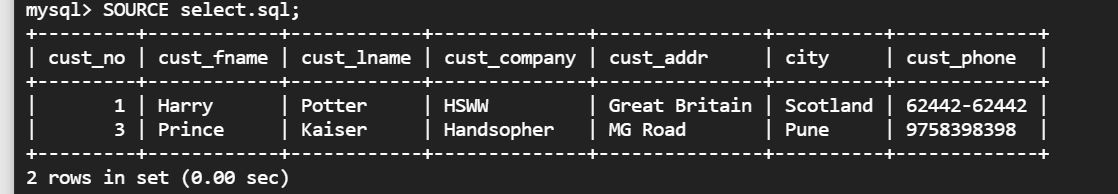 mysql> SOURCE select.sql;
+---------+------------+------------+--------------+---------------+----------+-------------+
| cust_no | cust_fname | cust_lname | cust_company | cust_addr     | city     | cust_phone  |
+---------+------------+------------+--------------+---------------+----------+-------------+
|       1 | Harry      | Potter     | HSWW         | Great Britain | Scotland | 62442-62442 |
|       3 | Prince     | Kaiser     | Handsopher   | MG Road       | Pune     | 9758398398  |
+---------+------------+------------+--------------+---------------+----------+-------------+
2 rows in set (0.00 sec)